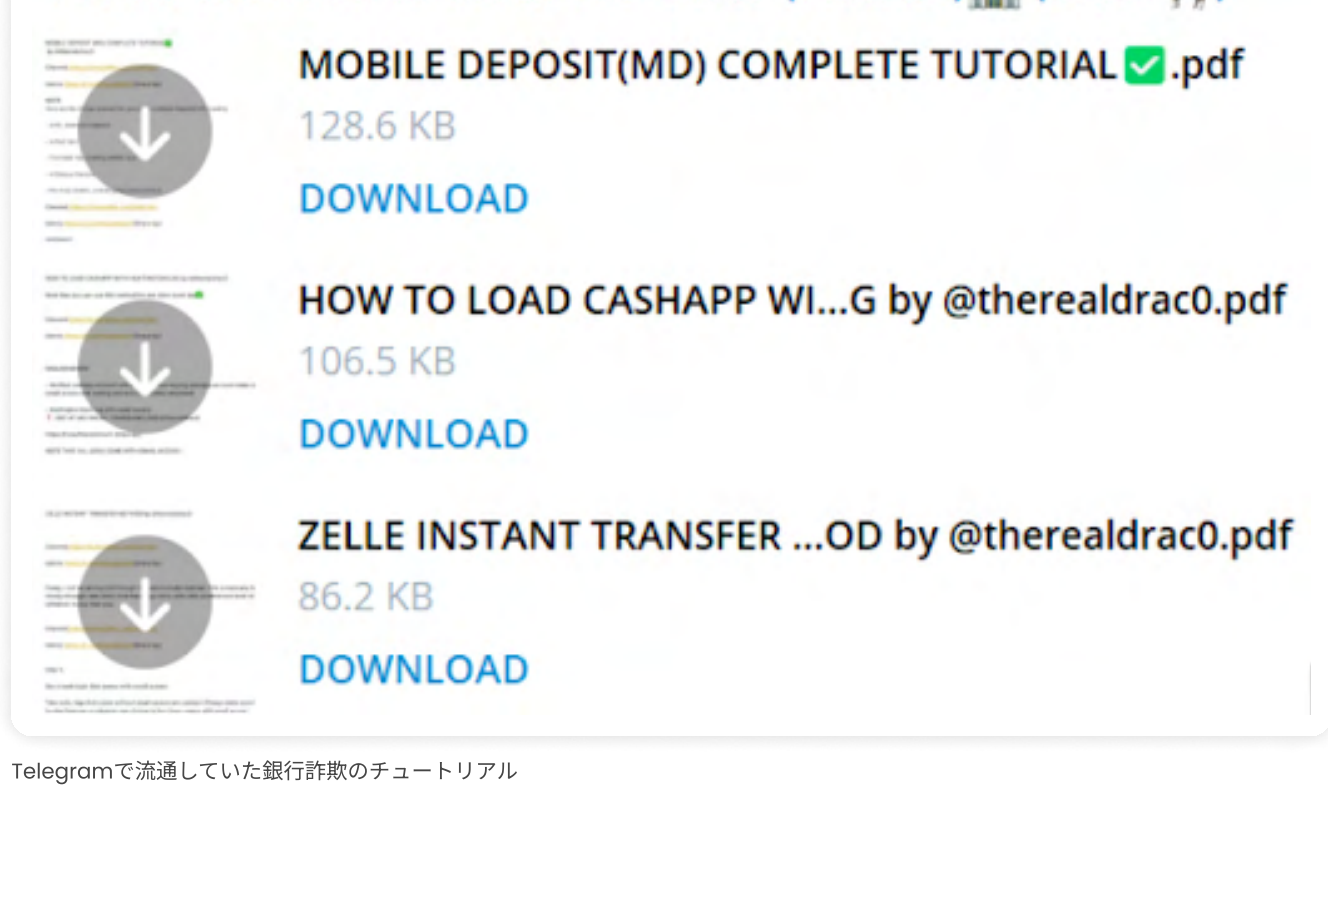 MOBILE DEPOSIT(MD) COMPLETE TUTORIAL ✅.pdf
128.6 KB
DOWNLOAD
HOW TO LOAD CASHAPP WI...G by @therealdrac0.pdf
106.5 KB
DOWNLOAD
ZELLE INSTANT TRANSFER ...OD by @therealdrac0.pdf
86.2 KB
DOWNLOAD
Telegramで流通していた銀行詐欺のチュートリアル